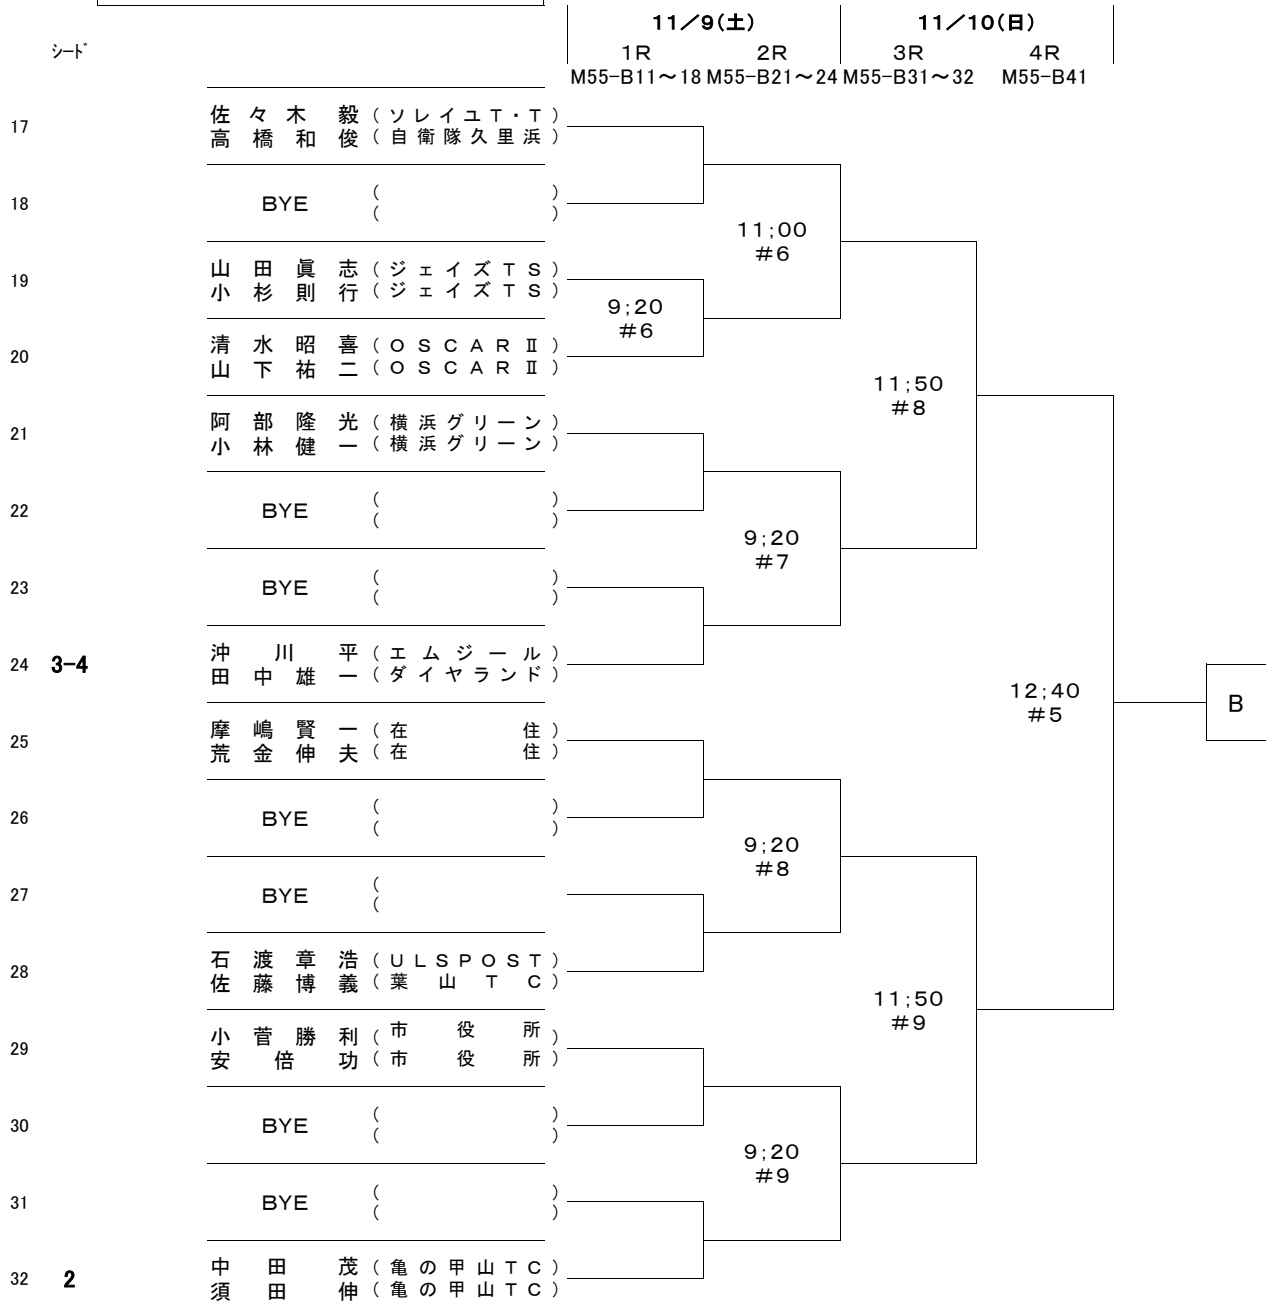 11／9(土) 11／10(日)
ｼｰﾄﾞ 1R 2R 3R 4R
M55-B11～18 M55-B21～24 M55-B31～32 M55-B41
佐々木 毅 (ソレイユT・T)
17
高橋和俊 (自衛隊久里浜)
18 BYE ( )
( )
11;00
#6
山田眞志 (ジェイズTS)
19
小杉則行 (ジェイズTS)
9;20
#6
清水昭喜 (OSCARⅡ)
20
山下祐二 (OSCARⅡ)
11;50
#8
阿部隆光 (横浜グリーン)
21
小林健一 (横浜グリーン)
22 BYE ( )
( )
9;20
#7
23 BYE ( )
( )
沖川 平 (エムジール)
24 3-4
田中雄一 (ダイヤランド)
12;40
#5
B
摩嶋賢一 (在住)
25
荒金伸夫 (在住)
26 BYE ( )
( )
9;20
#8
27 BYE (
(
石渡章浩 (ULSPOST)
28
佐藤博義 (葉山TC)
11;50
#9
小菅勝利 (市役所)
29
安倍 功 (市役所)
30 BYE ( )
( )
9;20
#9
31 BYE ( )
( )
中田 茂 (亀の甲山TC)
32 2
須田 伸 (亀の甲山TC)